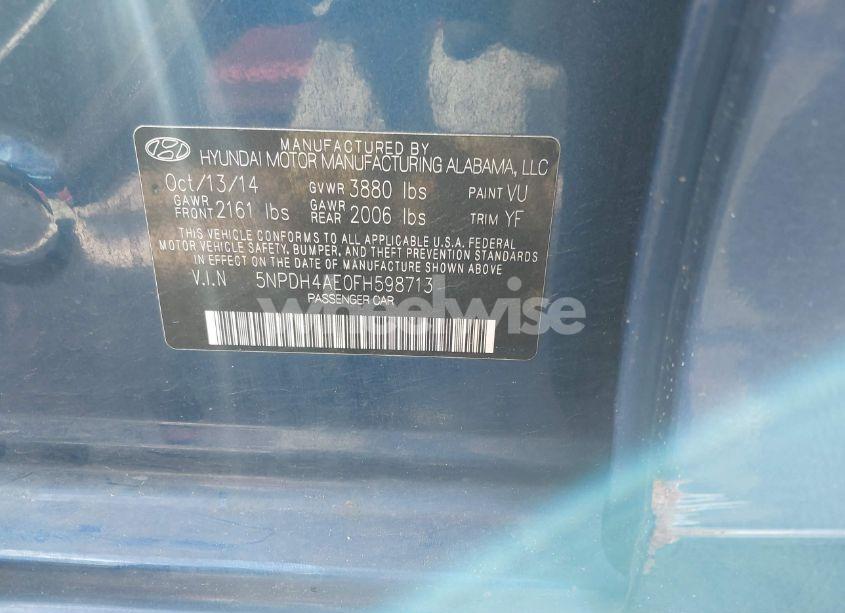 MANUFACTURED BY
HYUNDAI MOTOR MANUFACTURING ALABAMA, LLC
Oct/13/14 GVWR 3880 lbs PAINT VU
GAWR FRONT 2161 lbs GAWR REAR 2006 lbs TRIM YF
THIS VEHICLE CONFORMS TO ALL APPLICABLE U.S.A. FEDERAL
MOTOR VEHICLE SAFETY, BUMPER, AND THEFT PREVENTION STANDARDS
IN EFFECT ON THE DATE OF MANUFACTURE SHOWN ABOVE
V.I.N 5NPDH4AE0FH598713
PASSENGER CAR
wheelwise